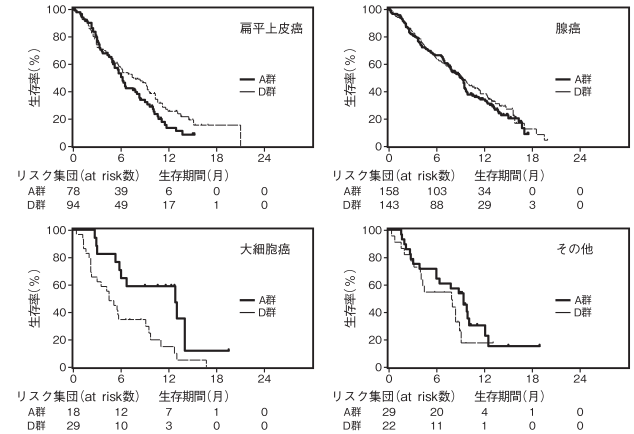 扁平上皮癌
生存率(%)
100
80
60
40
20
0
A群
D群
0 6 12 18 24
リスク集団(at risk数) 生存期間(月)
A群 78 39 6 0 0
D群 94 49 17 1 0
腺癌
生存率(%)
100
80
60
40
20
0
A群
D群
0 6 12 18 24
リスク集団(at risk数) 生存期間(月)
A群 158 103 34 0 0
D群 143 88 29 3 0
大細胞癌
生存率(%)
100
80
60
40
20
0
A群
D群
0 6 12 18 24
リスク集団(at risk数) 生存期間(月)
A群 18 12 7 1 0
D群 29 10 3 0 0
その他
生存率(%)
100
80
60
40
20
0
A群
D群
0 6 12 18 24
リスク集団(at risk数) 生存期間(月)
A群 29 20 4 1 0
D群 22 11 1 0 0